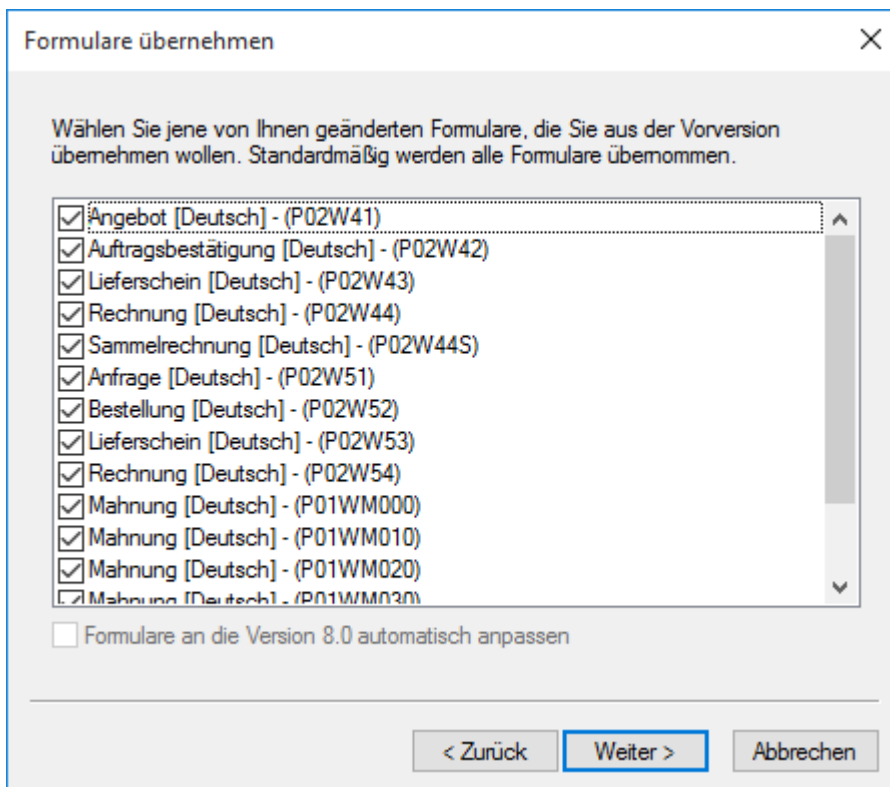 Formulare übernehmen
Wählen Sie jene von Ihnen geänderten Formulare, die Sie aus der Vorversion
übernehmen wollen. Standardmäßig werden alle Formulare übernommen.
Angebot [Deutsch] - (P02W41)
Auftragsbestätigung [Deutsch] - (P02W42)
Lieferschein [Deutsch] - (P02W43)
Rechnung [Deutsch] - (P02W44)
Sammelrechnung [Deutsch] - (P02W44S)
Anfrage [Deutsch] - (P02W51)
Bestellung [Deutsch] - (P02W52)
Lieferschein [Deutsch] - (P02W53)
Rechnung [Deutsch] - (P02W54)
Mahnung [Deutsch] - (P01WM000)
Mahnung [Deutsch] - (P01WM010)
Mahnung [Deutsch] - (P01WM020)
Mahnung [Deutsch] - (P01WM030)
Formulare an die Version 8.0 automatisch anpassen
< Zurück Weiter > Abbrechen